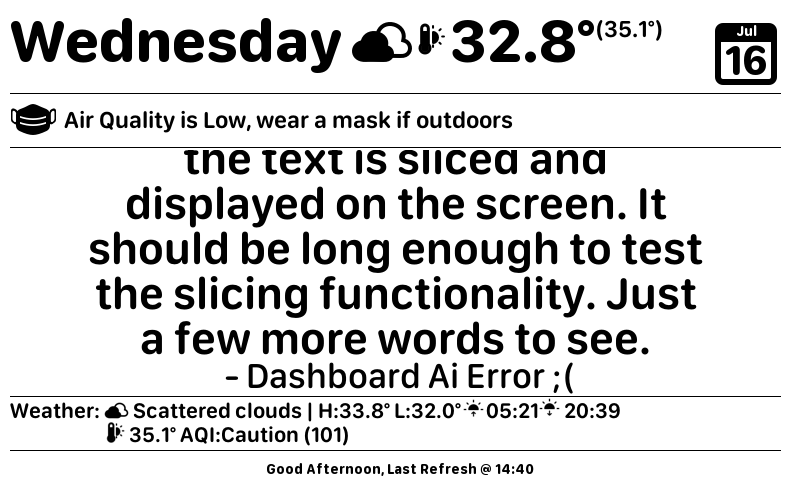 Wednesday 32.8°(35.1°)
Jul
16
Air Quality is Low, wear a mask if outdoors
the text is sliced and
displayed on the screen. It
should be long enough to test
the slicing functionality. Just
a few more words to see.
- Dashboard Ai Error ;(
Weather: Scattered clouds | H:33.8° L:32.0° 05:21 20:39
35.1° AQI:Caution (101)
Good Afternoon, Last Refresh @ 14:40